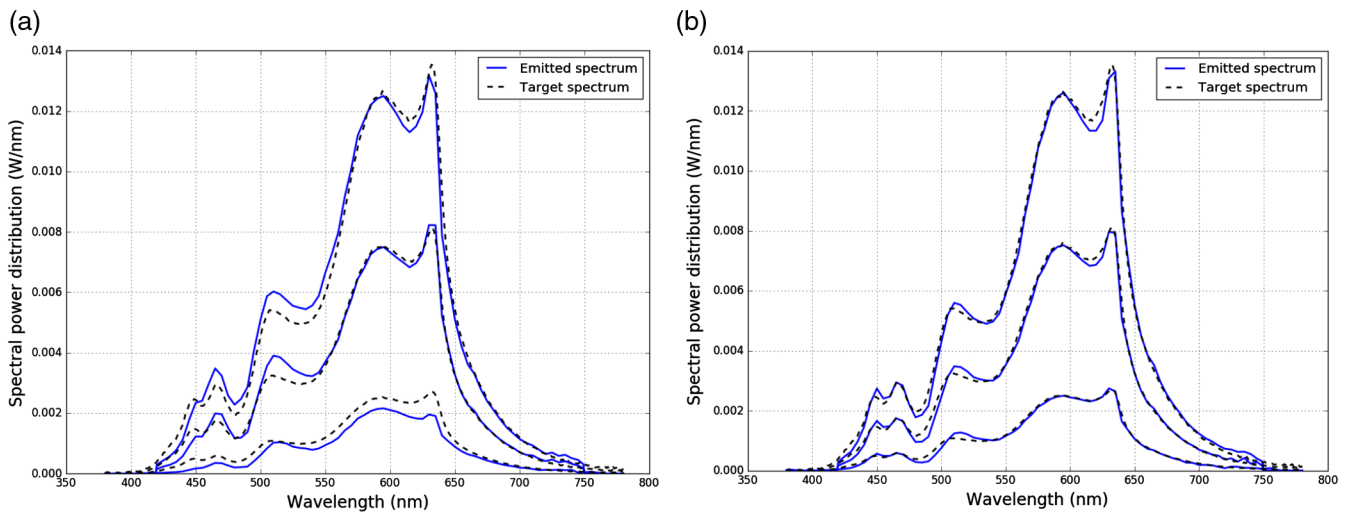 (a)
0.014
0.012
0.010
0.008
0.006
0.004
0.002
0.000
350 400 450 500 550 600 650 700 750 800
Spectral power distribution (W/nm)
Wavelength (nm)
Emitted spectrum
Target spectrum
(b)
0.014
0.012
0.010
0.008
0.006
0.004
0.002
0.000
350 400 450 500 550 600 650 700 750 800
Spectral power distribution (W/nm)
Wavelength (nm)
Emitted spectrum
Target spectrum